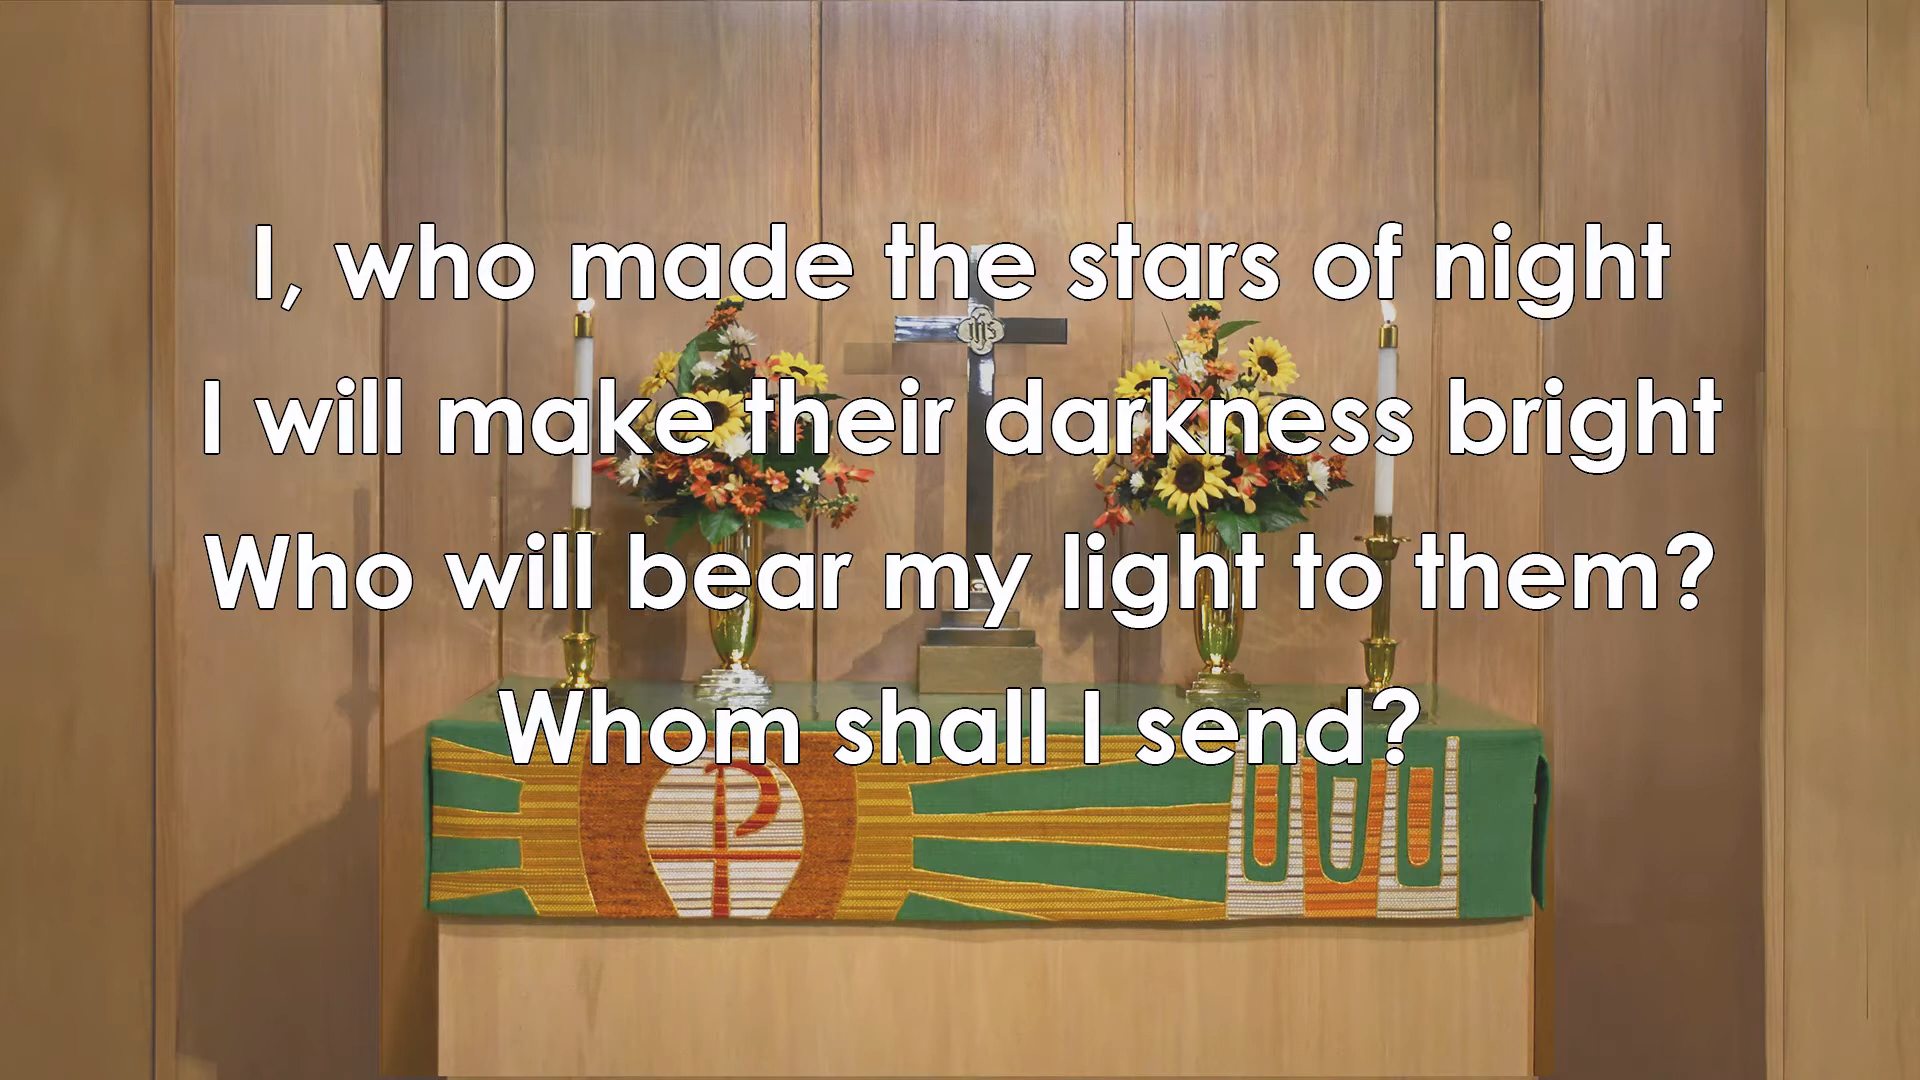 I, who made the stars of night
I will make their darkness bright
Who will bear my light to them?
Whom shall I send?
ihs